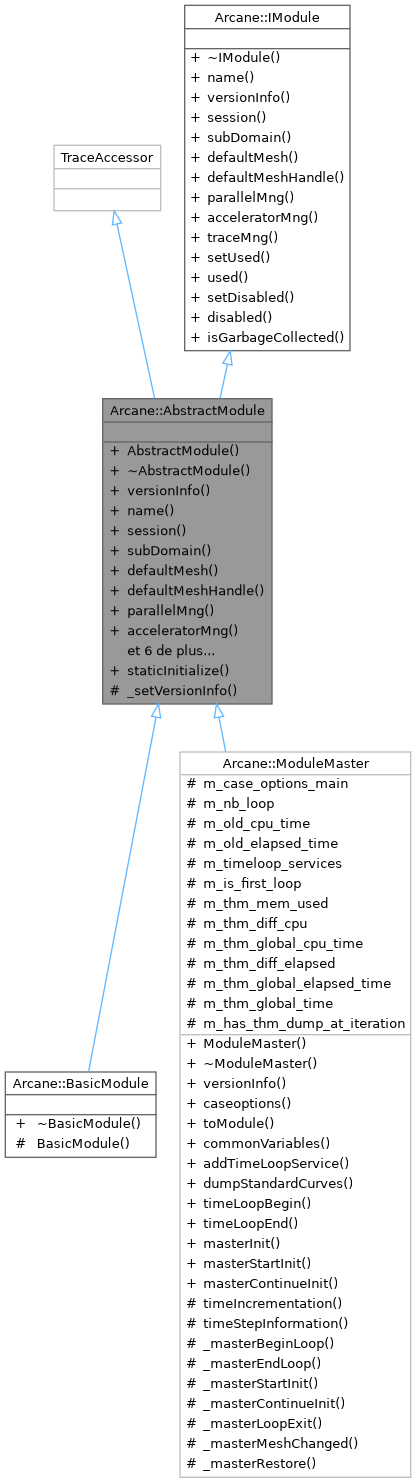 Arcane::IModule
+ ~IModule()
+ name()
+ versionInfo()
+ session()
+ subDomain()
+ defaultMesh()
+ defaultMeshHandle()
+ parallelMng()
+ acceleratorMng()
+ traceMng()
+ setUsed()
+ used()
+ setDisabled()
+ disabled()
+ isGarbageCollected()
TraceAccessor
Arcane::AbstractModule
+ AbstractModule()
+ ~AbstractModule()
+ versionInfo()
+ name()
+ session()
+ subDomain()
+ defaultMesh()
+ defaultMeshHandle()
+ parallelMng()
+ acceleratorMng()
et 6 de plus...
+ staticInitialize()
# _setVersionInfo()
Arcane::BasicModule
+ ~BasicModule()
# BasicModule()
Arcane::ModuleMaster
# m_case_options_main
# m_nb_loop
# m_old_cpu_time
# m_old_elapsed_time
# m_timeloop_services
# m_is_first_loop
# m_thm_mem_used
# m_thm_diff_cpu
# m_thm_global_cpu_time
# m_thm_diff_elapsed
# m_thm_global_elapsed_time
# m_thm_global_time
# m_has_thm_dump_at_iteration
+ ModuleMaster()
+ ~ModuleMaster()
+ versionInfo()
+ caseoptions()
+ toModule()
+ commonVariables()
+ addTimeLoopService()
+ dumpStandardCurves()
+ timeLoopBegin()
+ timeLoopEnd()
+ masterInit()
+ masterStartInit()
+ masterContinueInit()
# timeIncrementation()
# timeStepInformation()
# _masterBeginLoop()
# _masterEndLoop()
# _masterStartInit()
# _masterContinueInit()
# _masterLoopExit()
# _masterMeshChanged()
# _masterRestore()